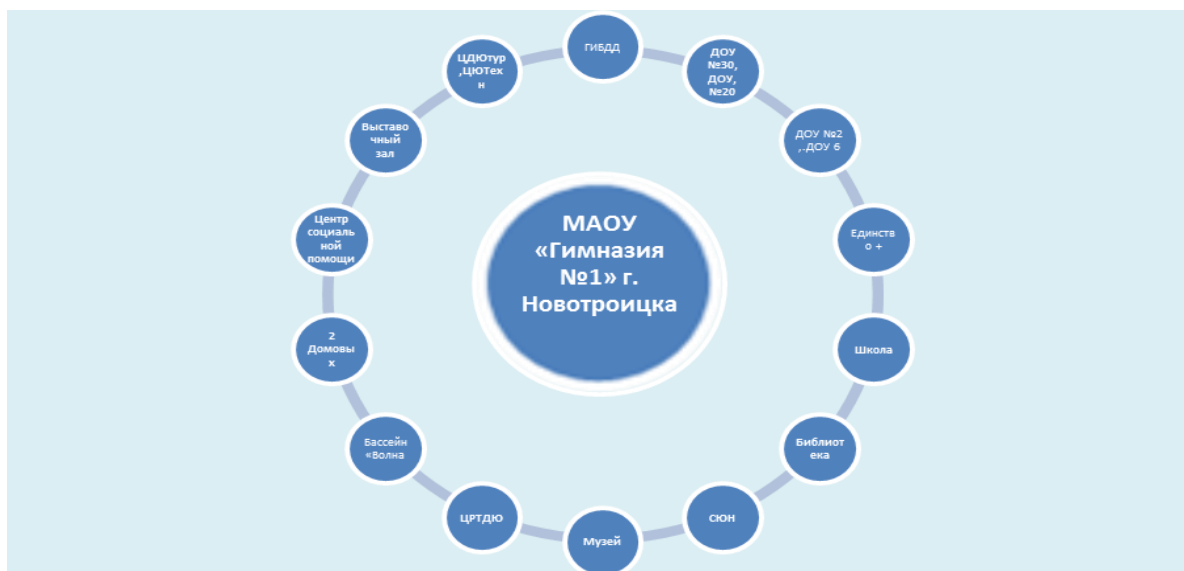 ГИБДД
ДОУ
№30,
ДОУ,
№20
ДОУ №2
,.ДОУ 6
Единств
о +
Школа
Библиот
ека
СЮН
Музей
ЦРТДЮ
Бассейн
«Волна
2
Домовы
х
Центр
социаль
ной
помощи
Выставо
чный
зал
ЦДЮтур
,ЦЮТех
н
МАОУ
«Гимназия
№1» г.
Новотроицка